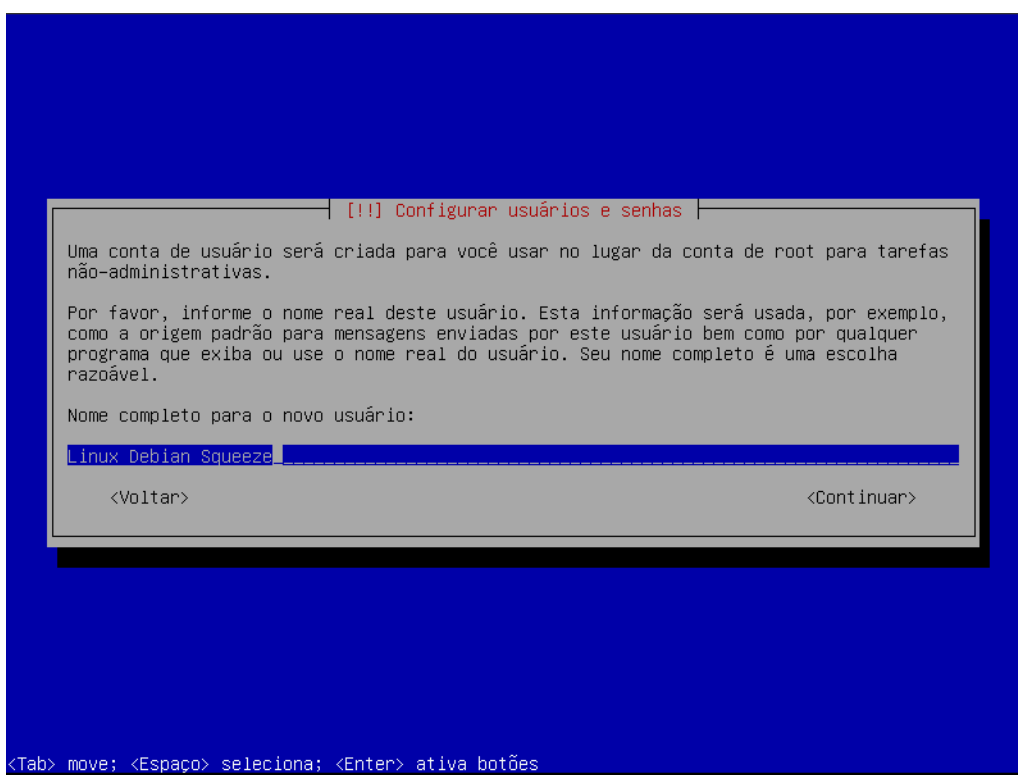 [!!] Configurar usuários e senhas
Uma conta de usuário será criada para você usar no lugar da conta de root para tarefas
não-administrativas.
Por favor, informe o nome real deste usuário. Esta informação será usada, por exemplo,
como a origem padrão para mensagens enviadas por este usuário bem como por qualquer
programa que exiba ou use o nome real do usuário. Seu nome completo é uma escolha
razoável.
Nome completo para o novo usuário:
Linux Debian Squeeze
<Voltar> <Continuar>
<Tab> move; <Espaço> seleciona; <Enter> ativa botões